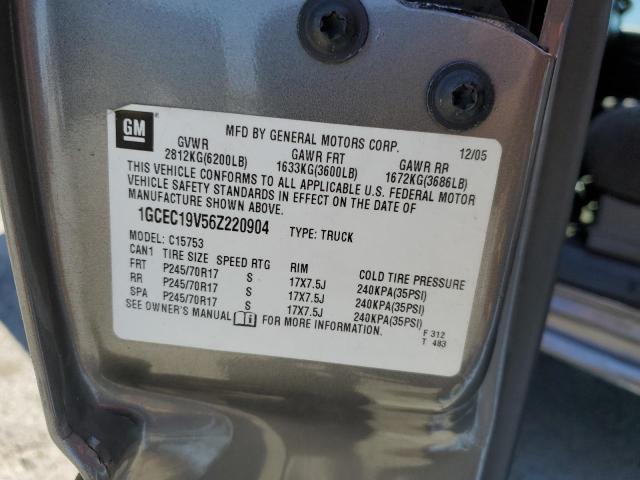 GM
MFD BY GENERAL MOTORS CORP. 12/05
GVWR GAWR FRT GAWR RR
2812KG(6200LB) 1633KG(3600LB) 1672KG(3686LB)
THIS VEHICLE CONFORMS TO ALL APPLICABLE U.S. FEDERAL MOTOR
VEHICLE SAFETY STANDARDS IN EFFECT ON THE DATE OF
MANUFACTURE SHOWN ABOVE.
1GCEC19V56Z220904 TYPE: TRUCK
MODEL: C15753
CAN1 TIRE SIZE SPEED RTG RIM COLD TIRE PRESSURE
FRT P245/70R17 S 17X7.5J 240KPA(35PSI)
RR P245/70R17 S 17X7.5J 240KPA(35PSI)
SPA P245/70R17 S 17X7.5J 240KPA(35PSI)
SEE OWNER'S MANUAL FOR MORE INFORMATION.
F 312
T 483